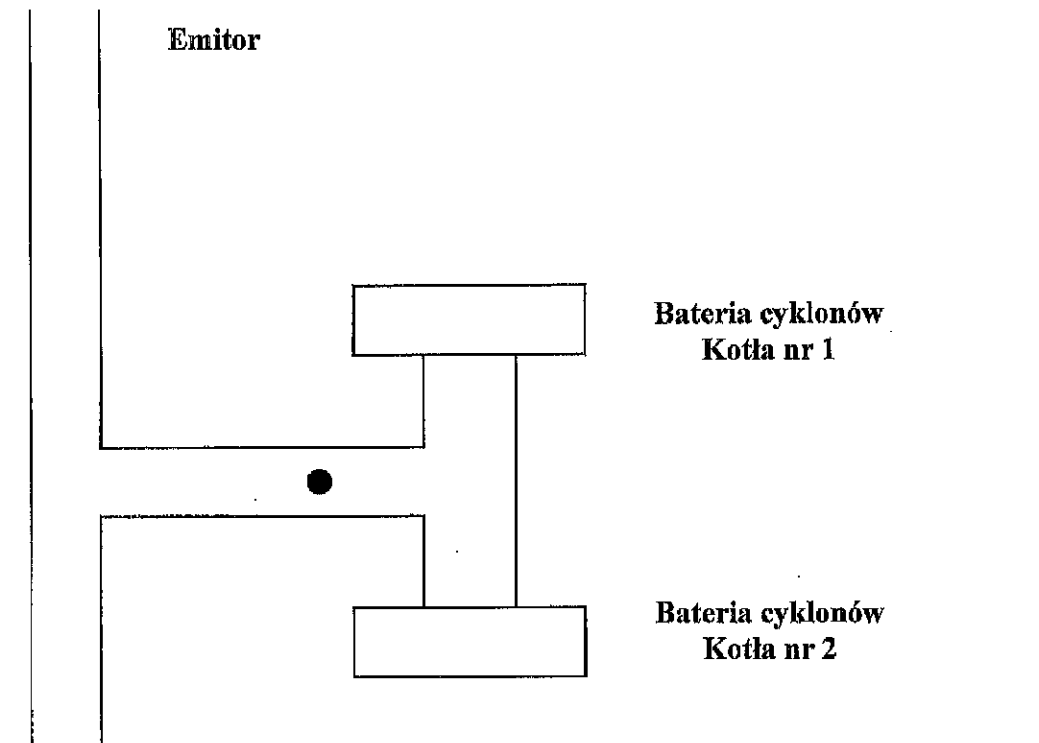 Emitor
Bateria cyklonów
Kotła nr 1
Bateria cyklonów
Kotła nr 2